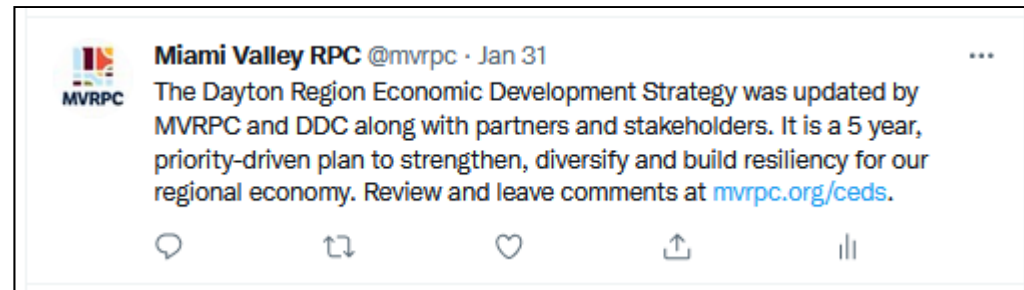 Miami Valley RPC @mvrpc · Jan 31
The Dayton Region Economic Development Strategy was updated by
MVRPC and DDC along with partners and stakeholders. It is a 5 year,
priority-driven plan to strengthen, diversify and build resiliency for our
regional economy. Review and leave comments at mvrpc.org/ceds.
MVRPC